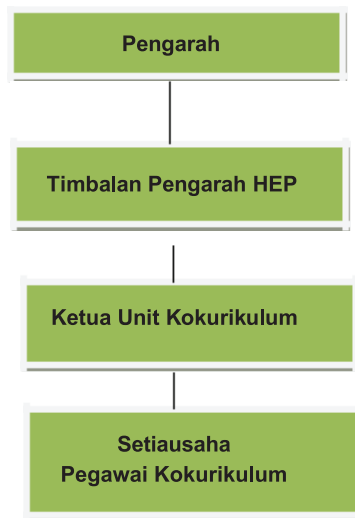 Pengarah
Timbalan Pengarah HEP
Ketua Unit Kokurikulum
Setiausaha
Pegawai Kokurikulum